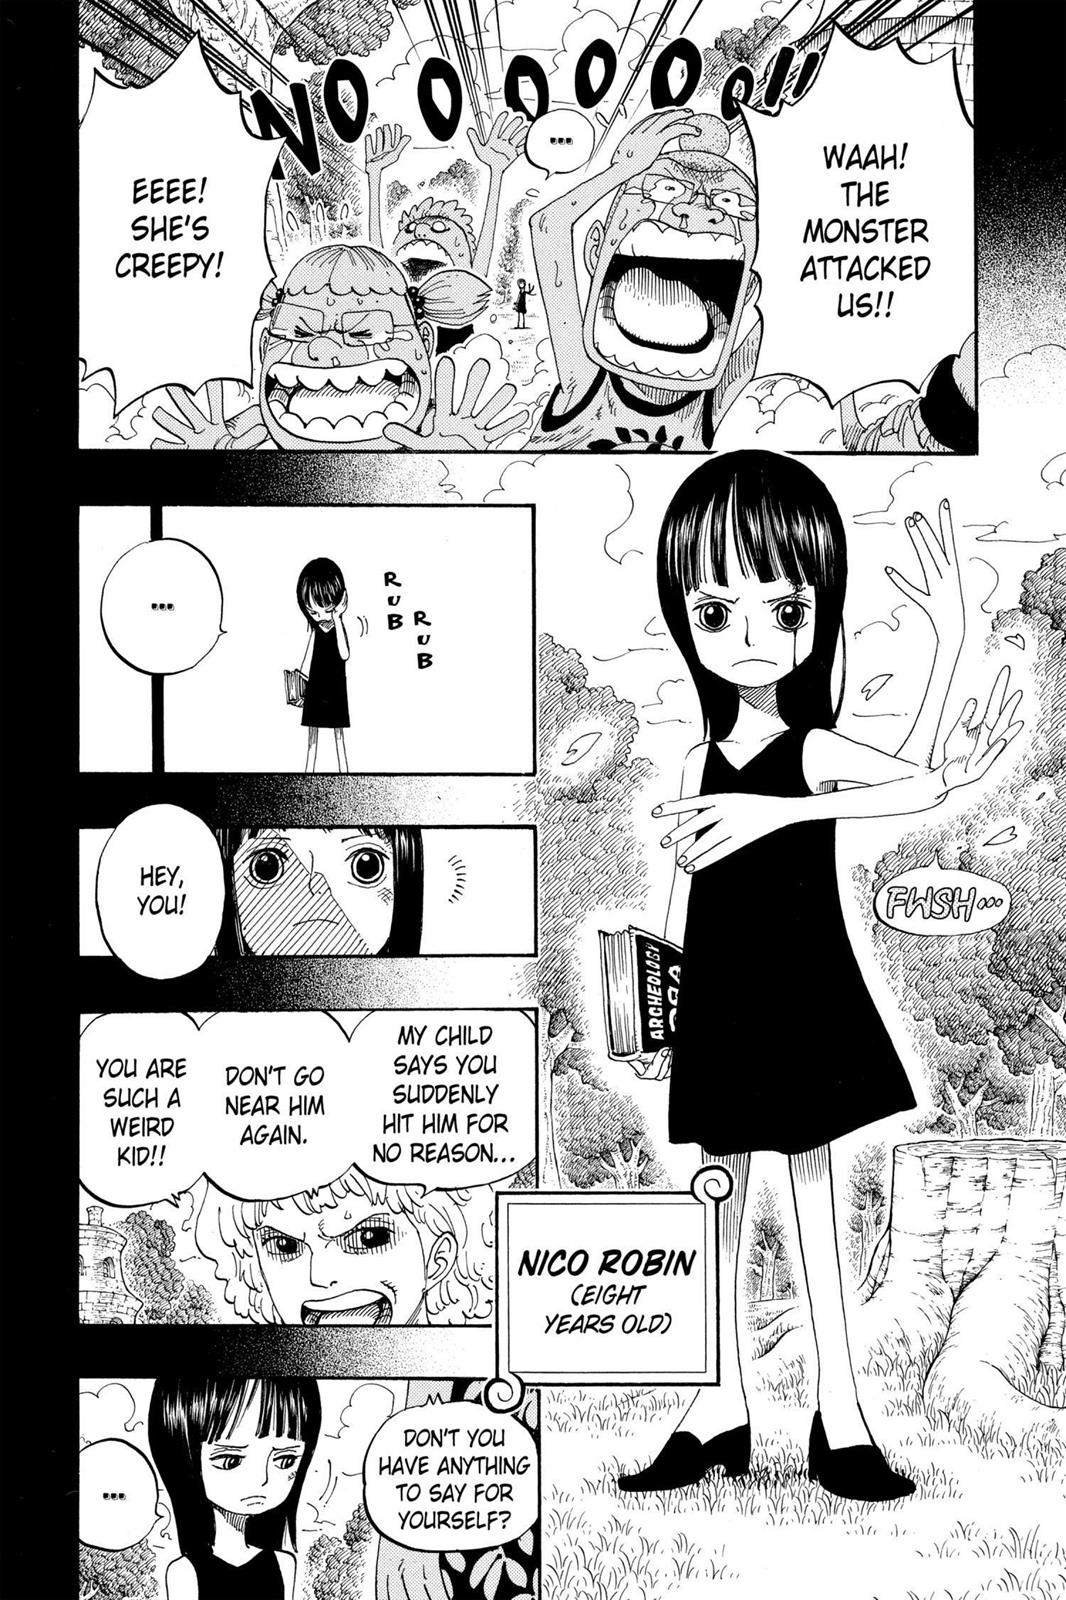 NOOOOOO!!
WAAH!
THE
MONSTER
ATTACKED
US!!
...
EEEE!
SHE'S
CREEPY!
FWSH...
ARCHEOLOGY
NICO ROBIN
(EIGHT
YEARS OLD)
RUB
RUB
...
HEY,
YOU!
MY CHILD
SAYS YOU
SUDDENLY
HIT HIM FOR
NO REASON...
DON'T GO
NEAR HIM
AGAIN.
YOU ARE
SUCH A
WEIRD
KID!!
DON'T YOU
HAVE ANYTHING
TO SAY FOR
YOURSELF?
...